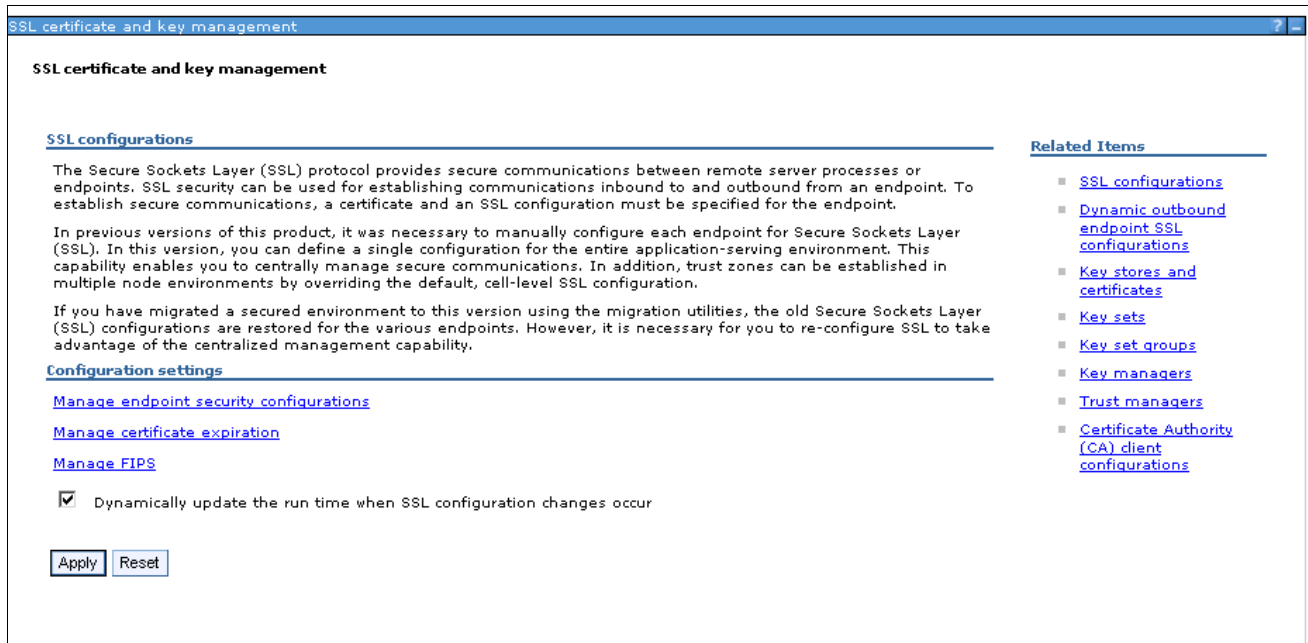 SSL certificate and key management
? _
SSL certificate and key management
SSL configurations
The Secure Sockets Layer (SSL) protocol provides secure communications between remote server processes or
endpoints. SSL security can be used for establishing communications inbound to and outbound from an endpoint. To
establish secure communications, a certificate and an SSL configuration must be specified for the endpoint.
In previous versions of this product, it was necessary to manually configure each endpoint for Secure Sockets Layer
(SSL). In this version, you can define a single configuration for the entire application-serving environment. This
capability enables you to centrally manage secure communications. In addition, trust zones can be established in
multiple node environments by overriding the default, cell-level SSL configuration.
If you have migrated a secured environment to this version using the migration utilities, the old Secure Sockets Layer
(SSL) configurations are restored for the various endpoints. However, it is necessary for you to re-configure SSL to take
advantage of the centralized management capability.
Configuration settings
Manage endpoint security configurations
Manage certificate expiration
Manage FIPS
Dynamically update the run time when SSL configuration changes occur
Apply Reset
Related Items
SSL configurations
Dynamic outbound
endpoint SSL
configurations
Key stores and
certificates
Key sets
Key set groups
Key managers
Trust managers
Certificate Authority
(CA) client
configurations